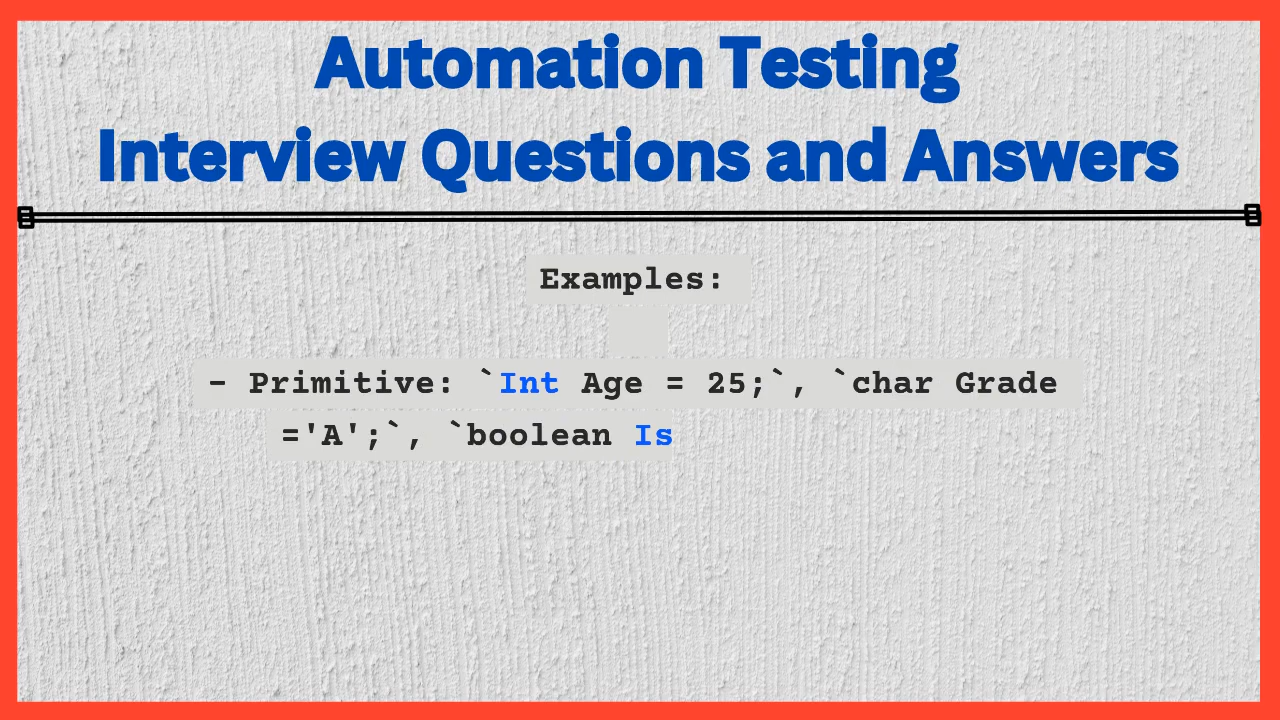 Automation Testing
Interview Questions and Answers
Examples:
- Primitive: `Int Age = 25;`, `char Grade
='A';`, `boolean Is